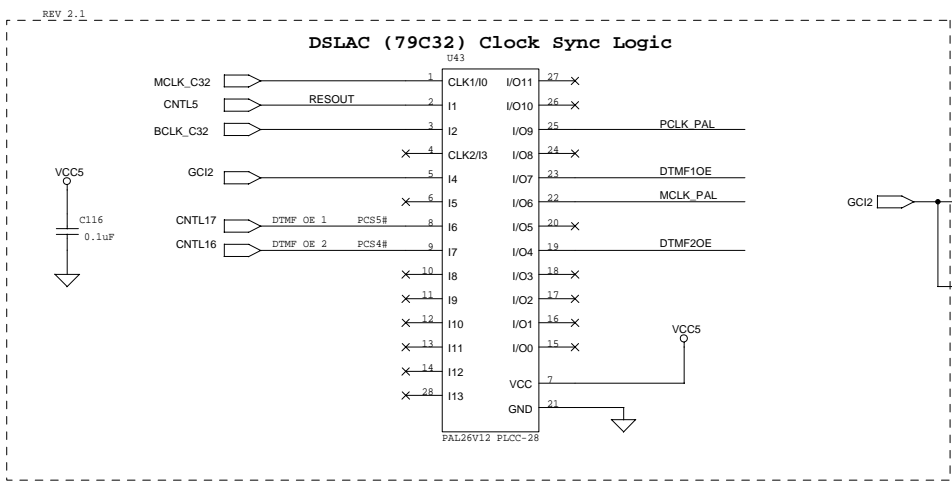 REV 2.1
DSLAC (79C32) Clock Sync Logic
U43
MCLK_C32 1 CLK1/I0 I/O11 27
CNTL5 RESOUT 2 I1 I/O10 26
BCLK_C32 3 I2 I/O9 25 PCLK_PAL
4 CLK2/I3 I/O8 24
VCC5 GCI2 5 I4 I/O7 23 DTMF1OE
6 I5 I/O6 22 MCLK_PAL GCI2
CNTL17 DTMF OE 1 PCS5# 8 I6 I/O5 20
C116
0.1uF
CNTL16 DTMF OE 2 PCS4# 9 I7 I/O4 19 DTMF2OE
10 I8 I/O3 18
11 I9 I/O2 17
12 I10 I/O1 16
VCC5
13 I11 I/O0 15
14 I12
VCC 7
28 I13
GND 21
PAL26V12 PLCC-28